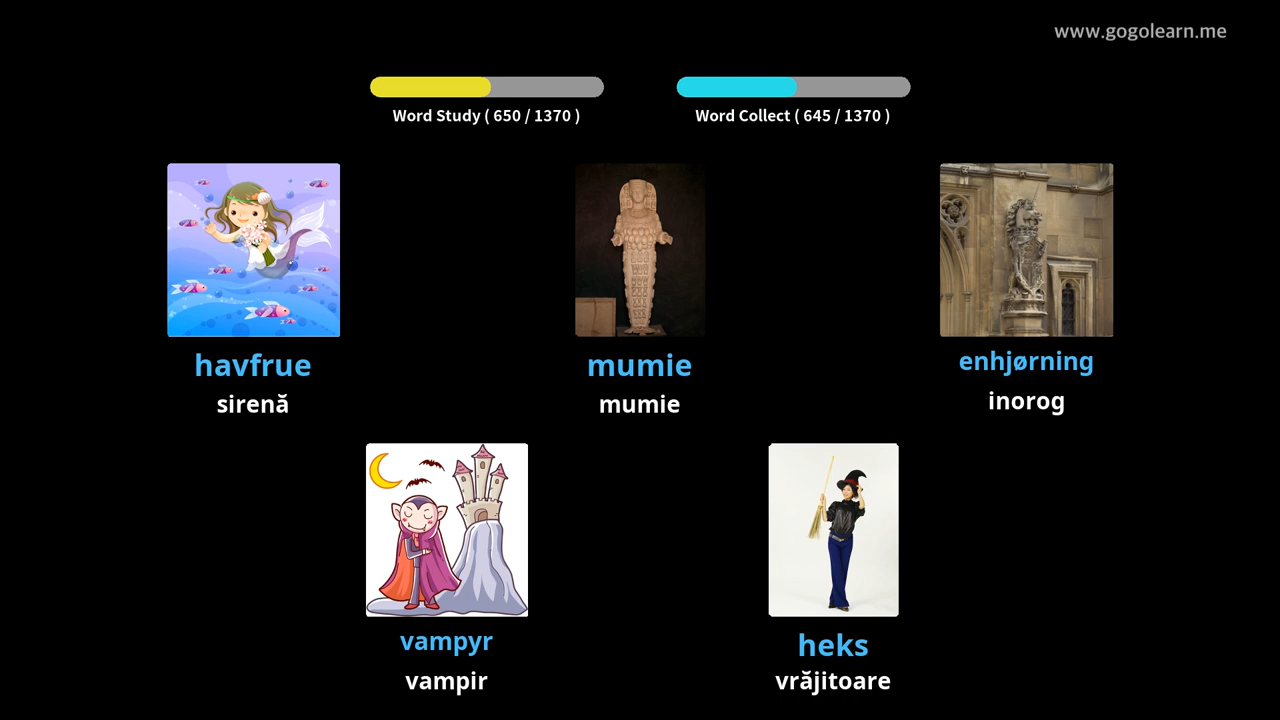 www.gogolearn.me
Word Study ( 650 / 1370 )
Word Collect ( 645 / 1370 )
havfrue
sirenă
mumie
mumie
enhjørning
inorog
vampyr
vampir
heks
vrăjitoare